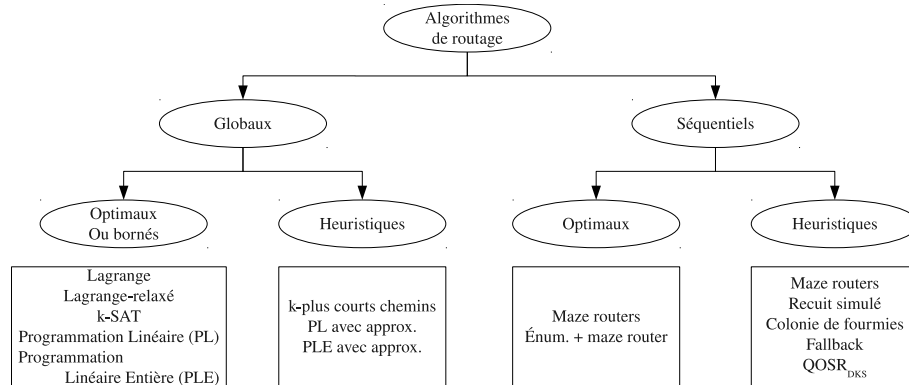 Algorithmes
de routage
Globaux
Séquentiels
Optimaux
Ou bornés
Heuristiques
Optimaux
Heuristiques
Lagrange
Lagrange-relaxé
k-SAT
Programmation Linéaire (PL)
Programmation
Linéaire Entière (PLE)
k-plus courts chemins
PL avec approx.
PLE avec approx.
Maze routers
Énum. + maze router
Maze routers
Recuit simulé
Colonie de fourmies
Fallback
QOSR_DKS